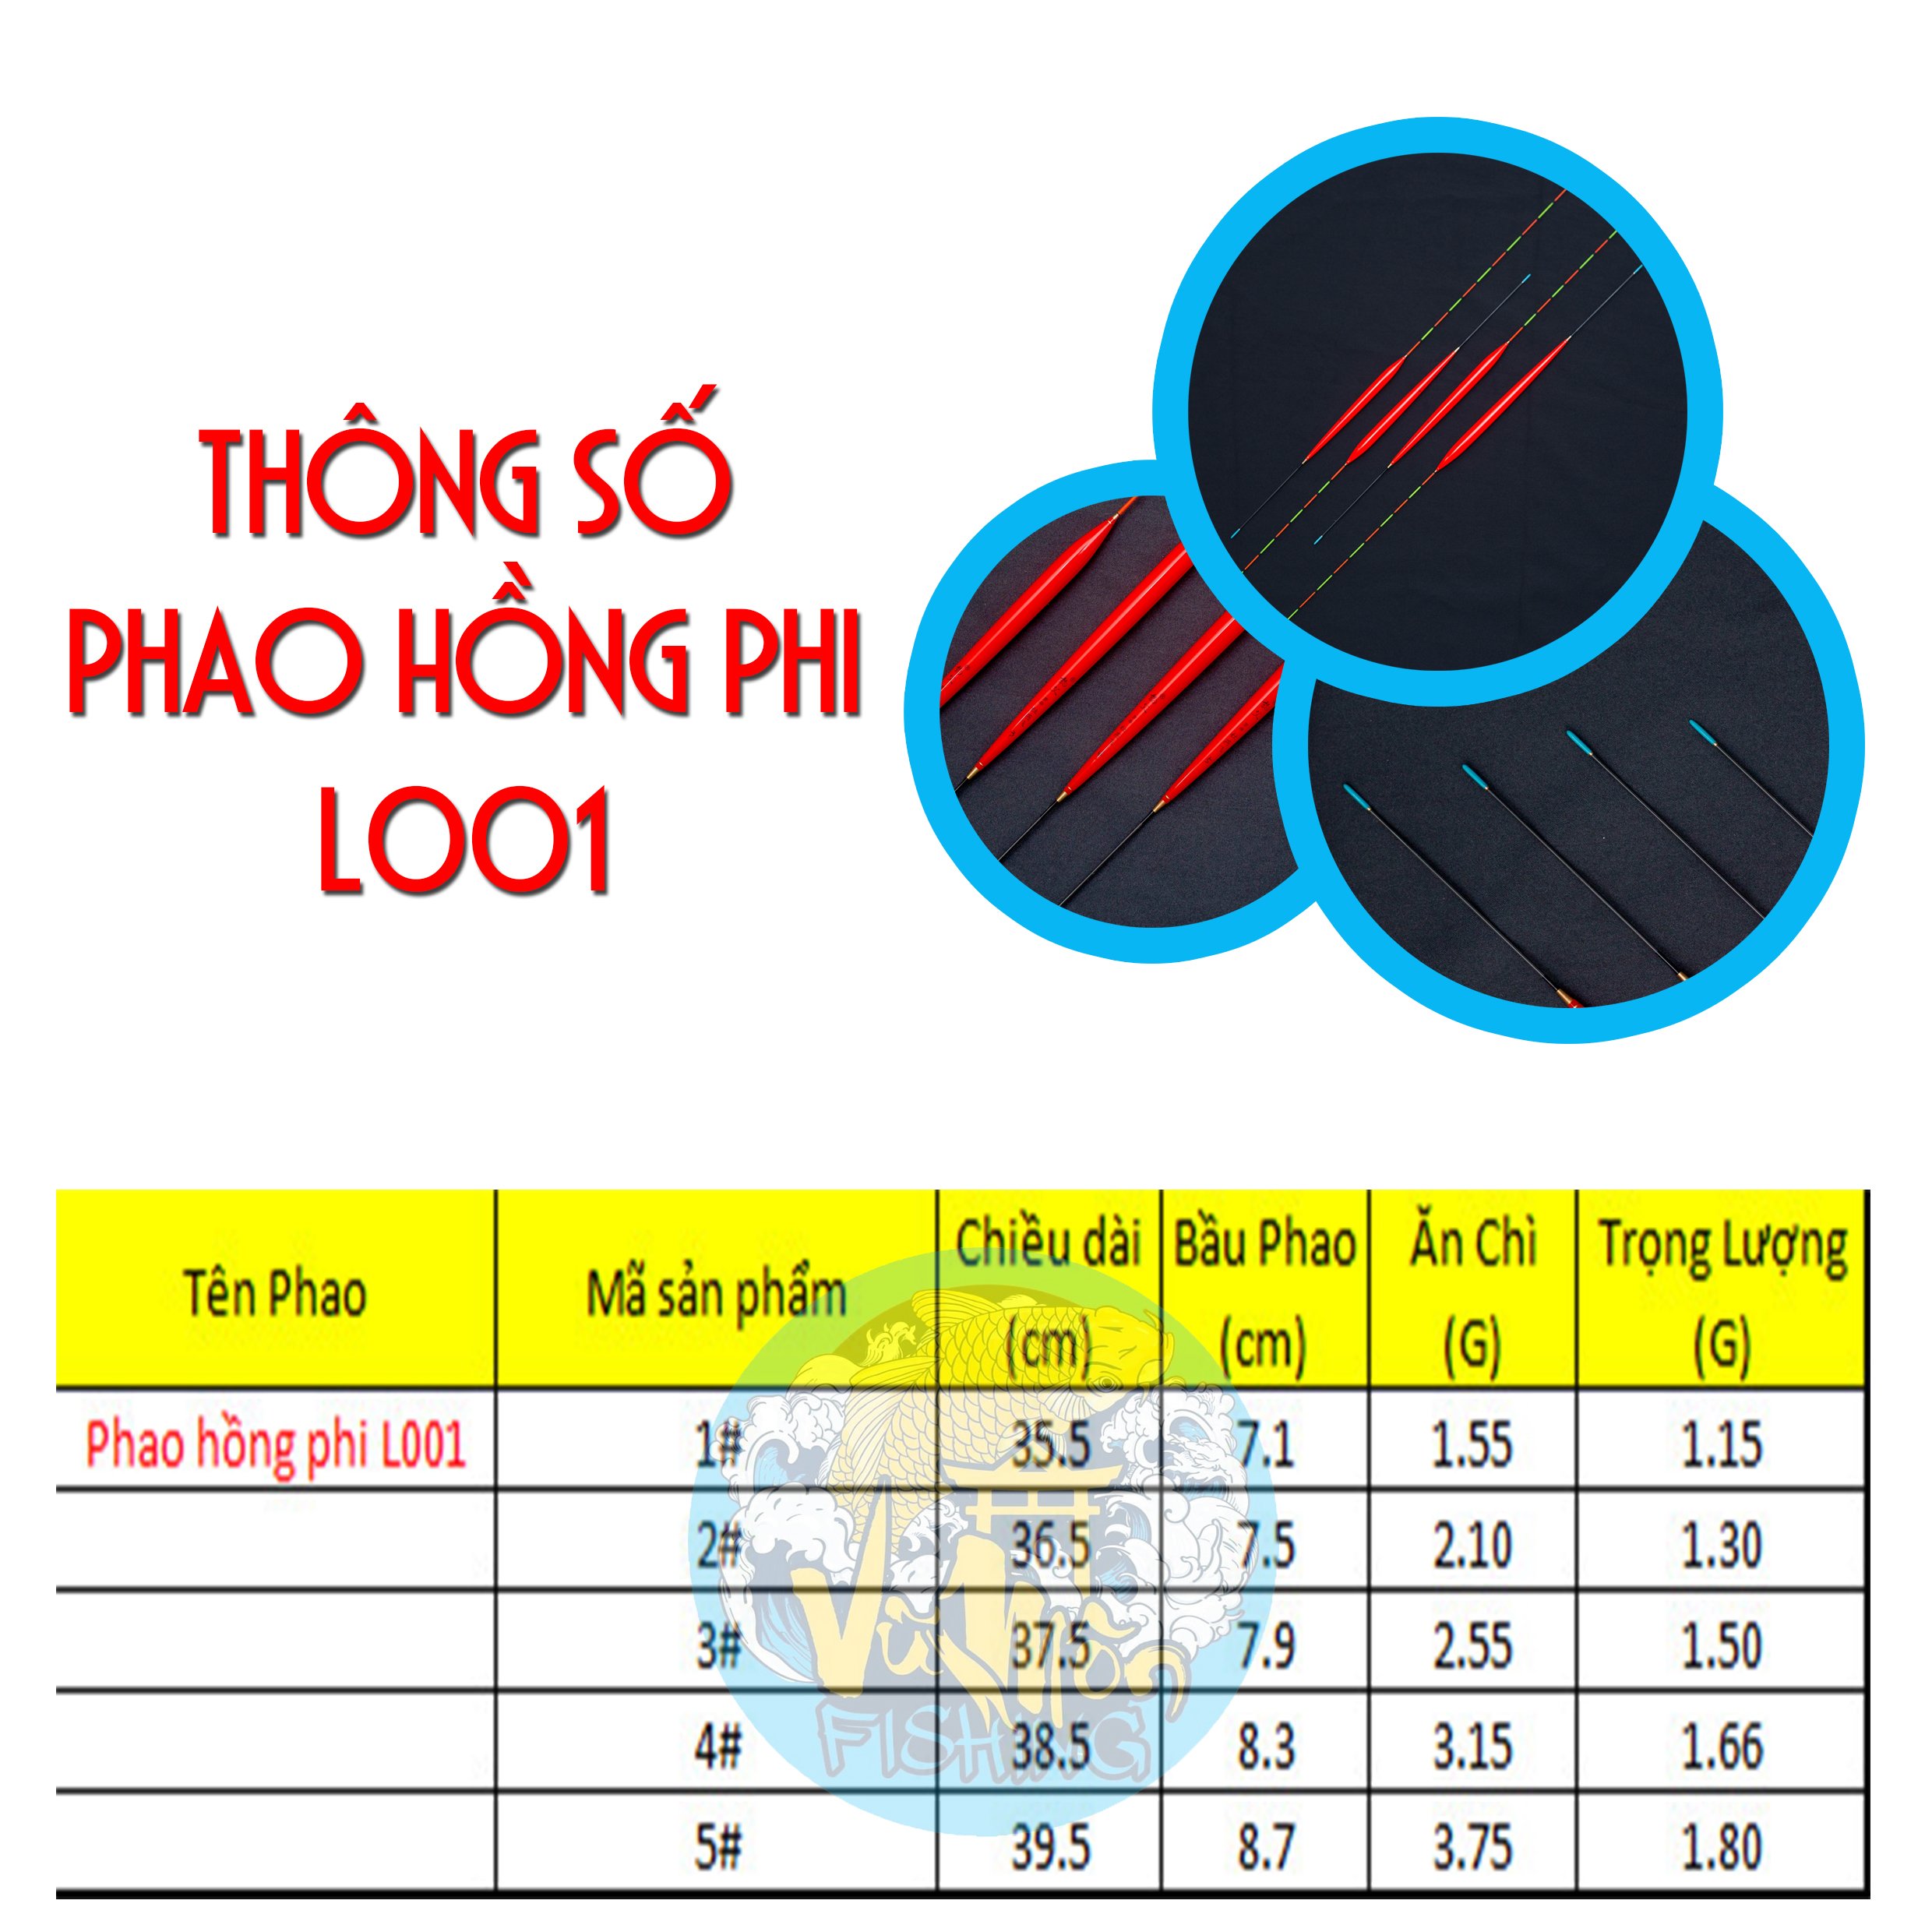 THÔNG SỐ
PHAO HỒNG PHI
L001
Tên Phao Mã sản phẩm Chiều dài (cm) Bầu Phao (cm) Ăn Chì (G) Trọng Lượng (G)
Phao hồng phi L001 1# 35.5 7.1 1.55 1.15
2# 36.5 7.5 2.10 1.30
3# 37.5 7.9 2.55 1.50
4# 38.5 8.3 3.15 1.66
5# 39.5 8.7 3.75 1.80
Vũ Môn
FISHING